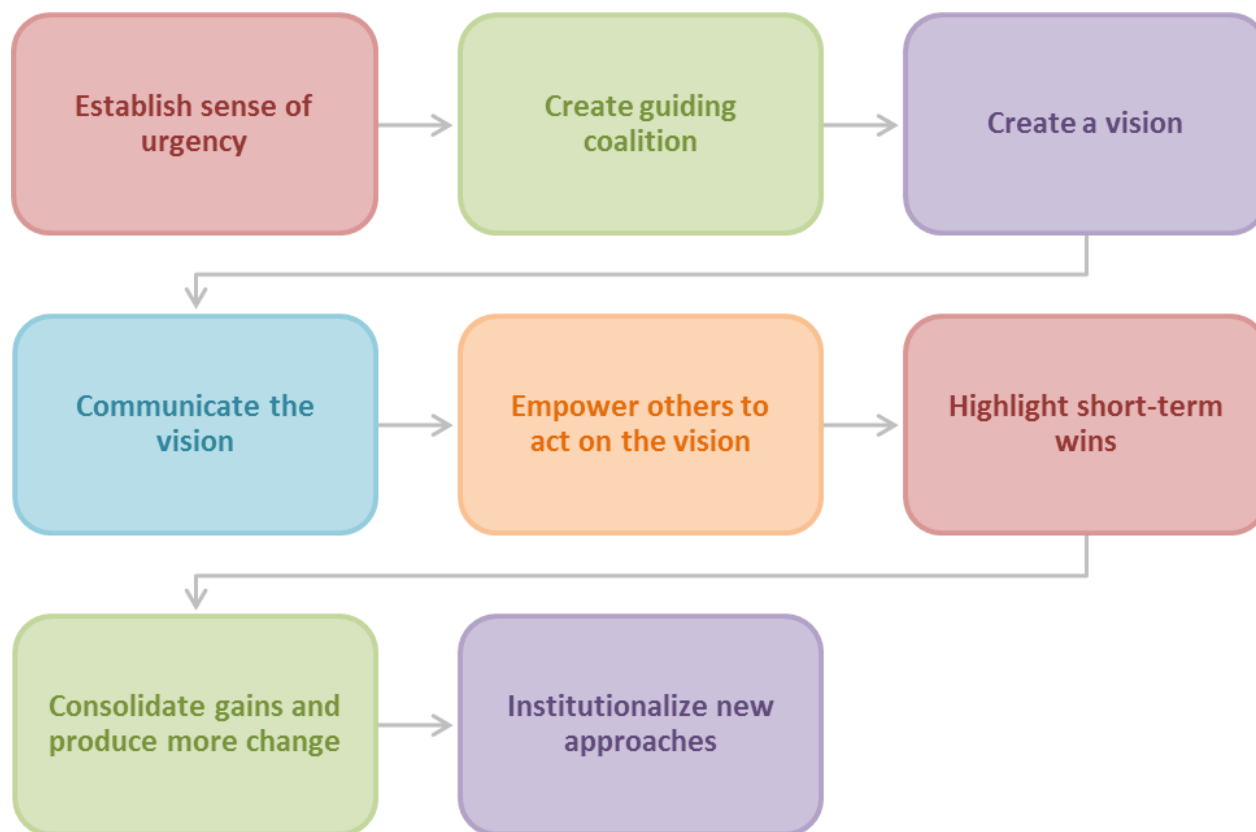 Establish sense of
urgency
Create guiding
coalition
Create a vision
Communicate the
vision
Empower others to
act on the vision
Highlight short-term
wins
Consolidate gains and
produce more change
Institutionalize new
approaches